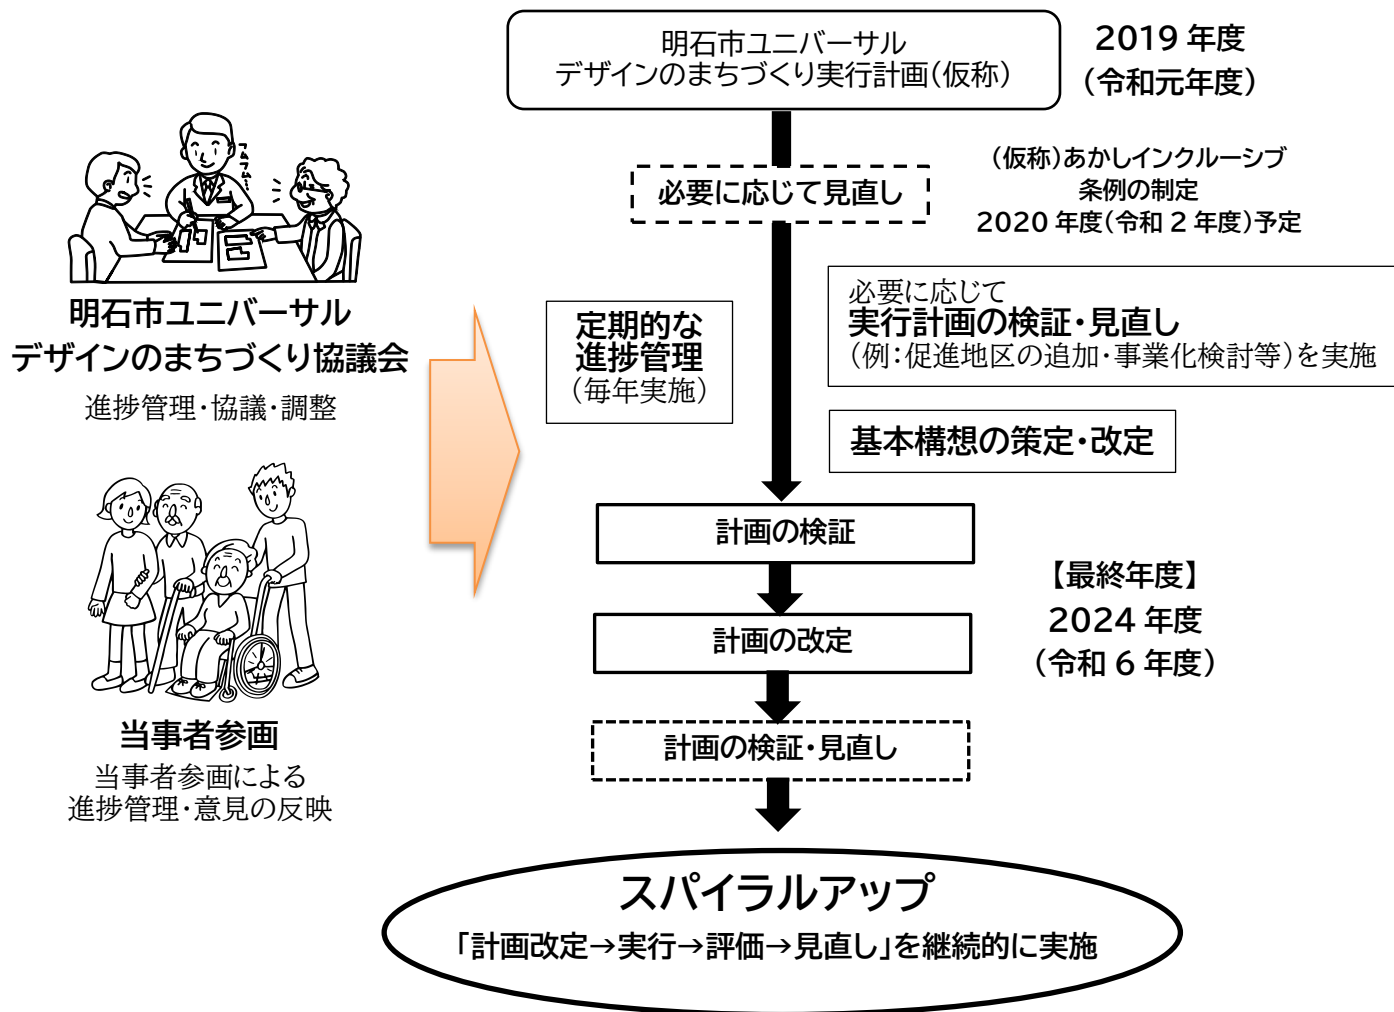 明石市ユニバーサル
デザインのまちづくり実行計画(仮称)
2019 年度
(令和元年度)
フムフム…
必要に応じて見直し
(仮称)あかしインクルーシブ
条例の制定
2020 年度(令和 2 年度)予定
明石市ユニバーサル
デザインのまちづくり協議会
進捗管理・協議・調整
定期的な
進捗管理
(毎年実施)
必要に応じて
実行計画の検証・見直し
(例:促進地区の追加・事業化検討等)を実施
基本構想の策定・改定
計画の検証
【最終年度】
2024 年度
(令和 6 年度)
計画の改定
当事者参画
当事者参画による
進捗管理・意見の反映
計画の検証・見直し
スパイラルアップ
「計画改定→実行→評価→見直し」を継続的に実施